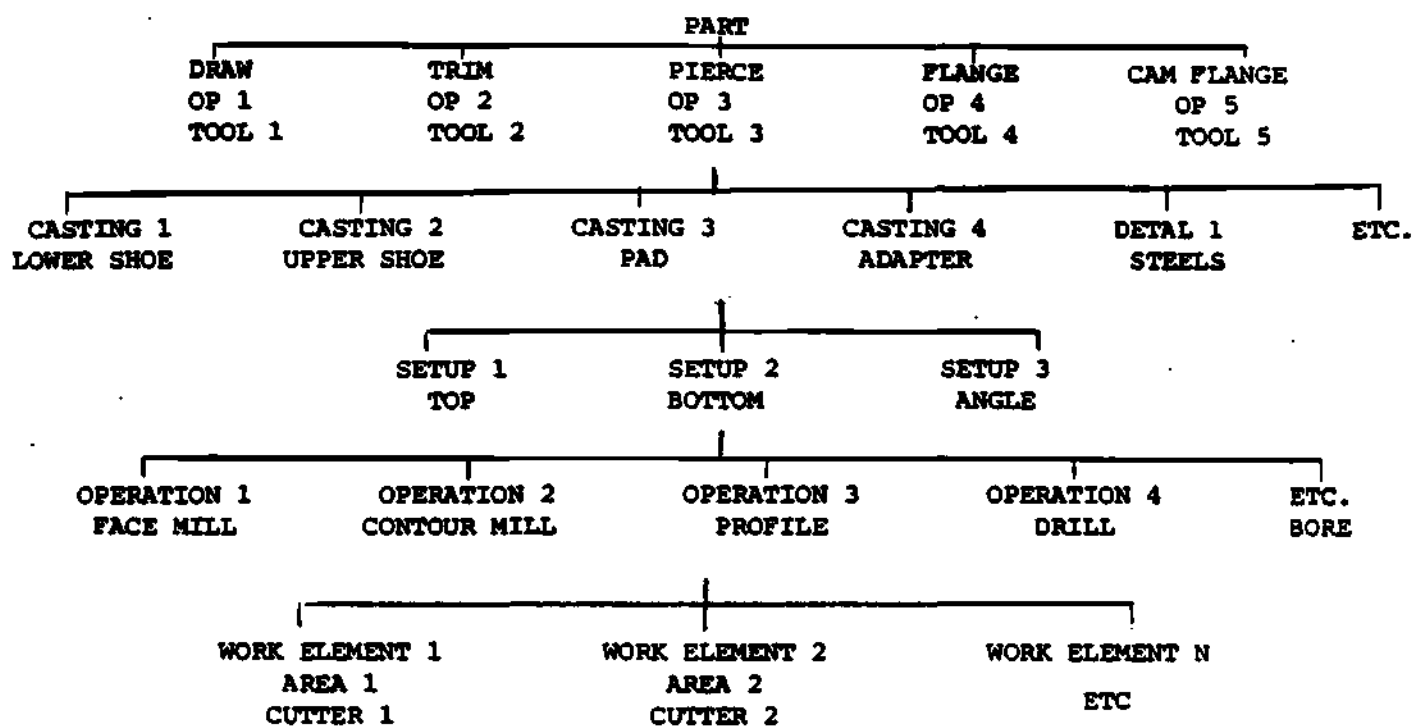 PART
DRAW TRIM PIERCE FLANGE CAM FLANGE
OP 1 OP 2 OP 3 OP 4 OP 5
TOOL 1 TOOL 2 TOOL 3 TOOL 4 TOOL 5
CASTING 1 CASTING 2 CASTING 3 CASTING 4 DETAL 1 ETC.
LOWER SHOE UPPER SHOE PAD ADAPTER STEELS
SETUP 1 SETUP 2 SETUP 3
TOP BOTTOM ANGLE
OPERATION 1 OPERATION 2 OPERATION 3 OPERATION 4 ETC.
FACE MILL CONTOUR MILL PROFILE DRILL BORE
WORK ELEMENT 1 WORK ELEMENT 2 WORK ELEMENT N
AREA 1 AREA 2 ETC
CUTTER 1 CUTTER 2